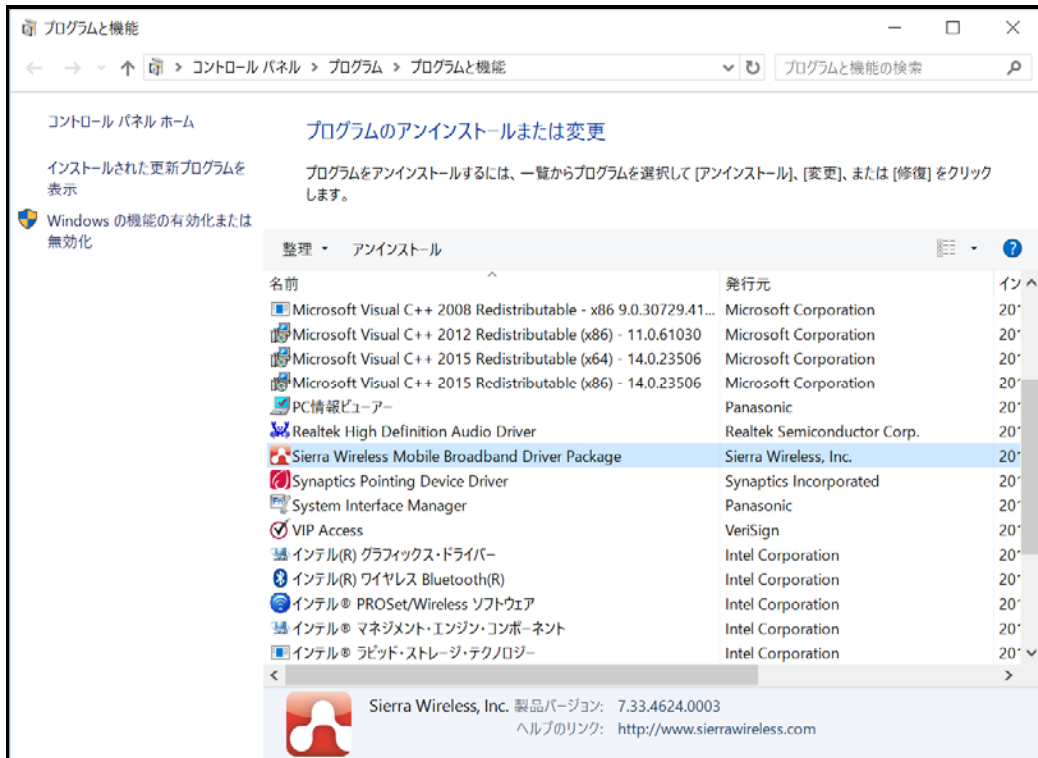 プログラムと機能
コントロール パネル > プログラム > プログラムと機能
プログラムと機能の検索
コントロール パネル ホーム
インストールされた更新プログラムを
表示
Windows の機能の有効化または
無効化
プログラムのアンインストールまたは変更
プログラムをアンインストールするには、一覧からプログラムを選択して [アンインストール]、[変更]、または [修復] をクリック
します。
整理 アンインストール
名前 発行元 イン
Microsoft Visual C++ 2008 Redistributable - x86 9.0.30729.41... Microsoft Corporation 201
Microsoft Visual C++ 2012 Redistributable (x86) - 11.0.61030 Microsoft Corporation 201
Microsoft Visual C++ 2015 Redistributable (x64) - 14.0.23506 Microsoft Corporation 201
Microsoft Visual C++ 2015 Redistributable (x86) - 14.0.23506 Microsoft Corporation 201
PC情報ビューアー Panasonic 201
Realtek High Definition Audio Driver Realtek Semiconductor Corp. 201
Sierra Wireless Mobile Broadband Driver Package Sierra Wireless, Inc. 201
Synaptics Pointing Device Driver Synaptics Incorporated 201
System Interface Manager Panasonic 201
VIP Access VeriSign 201
インテル(R) グラフィックス・ドライバー Intel Corporation 201
インテル(R) ワイヤレス Bluetooth(R) Intel Corporation 201
インテル® PROSet/Wireless ソフトウェア Intel Corporation 201
インテル® マネジメント・エンジン・コンポーネント Intel Corporation 201
インテル® ラピッド・ストレージ・テクノロジー Intel Corporation 201
Sierra Wireless, Inc. 製品バージョン: 7.33.4624.0003
ヘルプのリンク: http://www.sierrawireless.com